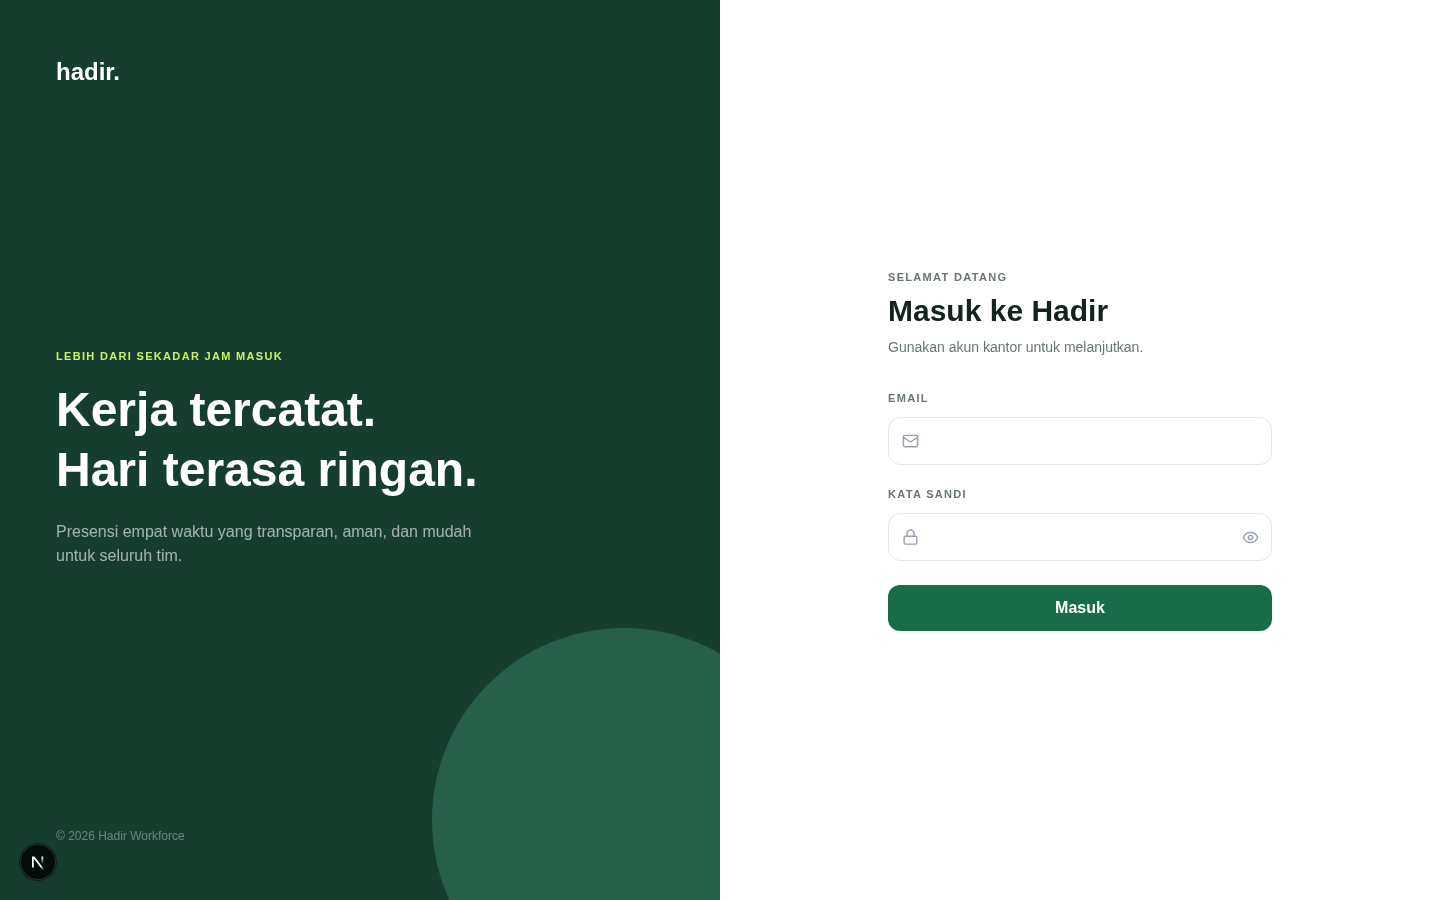 hadir.
LEBIH DARI SEKADAR JAM MASUK
Kerja tercatat.
Hari terasa ringan.
Presensi empat waktu yang transparan, aman, dan mudah
untuk seluruh tim.
© 2026 Hadir Workforce
N
SELAMAT DATANG
Masuk ke Hadir
Gunakan akun kantor untuk melanjutkan.
EMAIL
KATA SANDI
Masuk